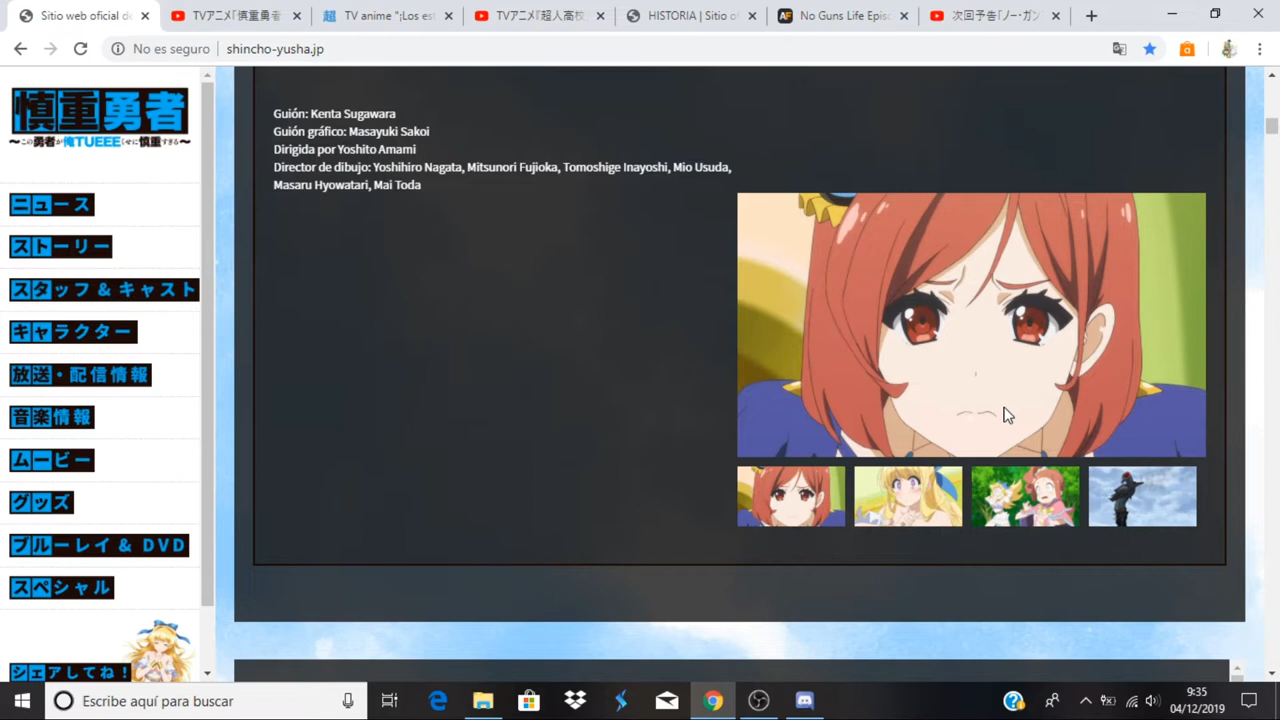 Sitio web oficial de
TVアニメ『慎重勇者
TV anime "¡Los est
TVアニメ『超人高校
HISTORIA | Sitio of
No Guns Life Episo
次回予告「ノー・ガン
No es seguro
shincho-yusha.jp
慎重勇者
〜この勇者が俺TUEEEくせに慎重すぎる〜
ニュース
ストーリー
スタッフ & キャスト
キャラクター
放送・配信情報
音楽情報
ムービー
グッズ
ブルーレイ & DVD
スペシャル
シェアしてね!
Guión: Kenta Sugawara
Guión gráfico: Masayuki Sakoi
Dirigida por Yoshito Amami
Director de dibujo: Yoshihiro Nagata, Mitsunori Fujioka, Tomoshige Inayoshi, Mio Usuda,
Masaru Hyowatari, Mai Toda
Escribe aquí para buscar
9:35
04/12/2019